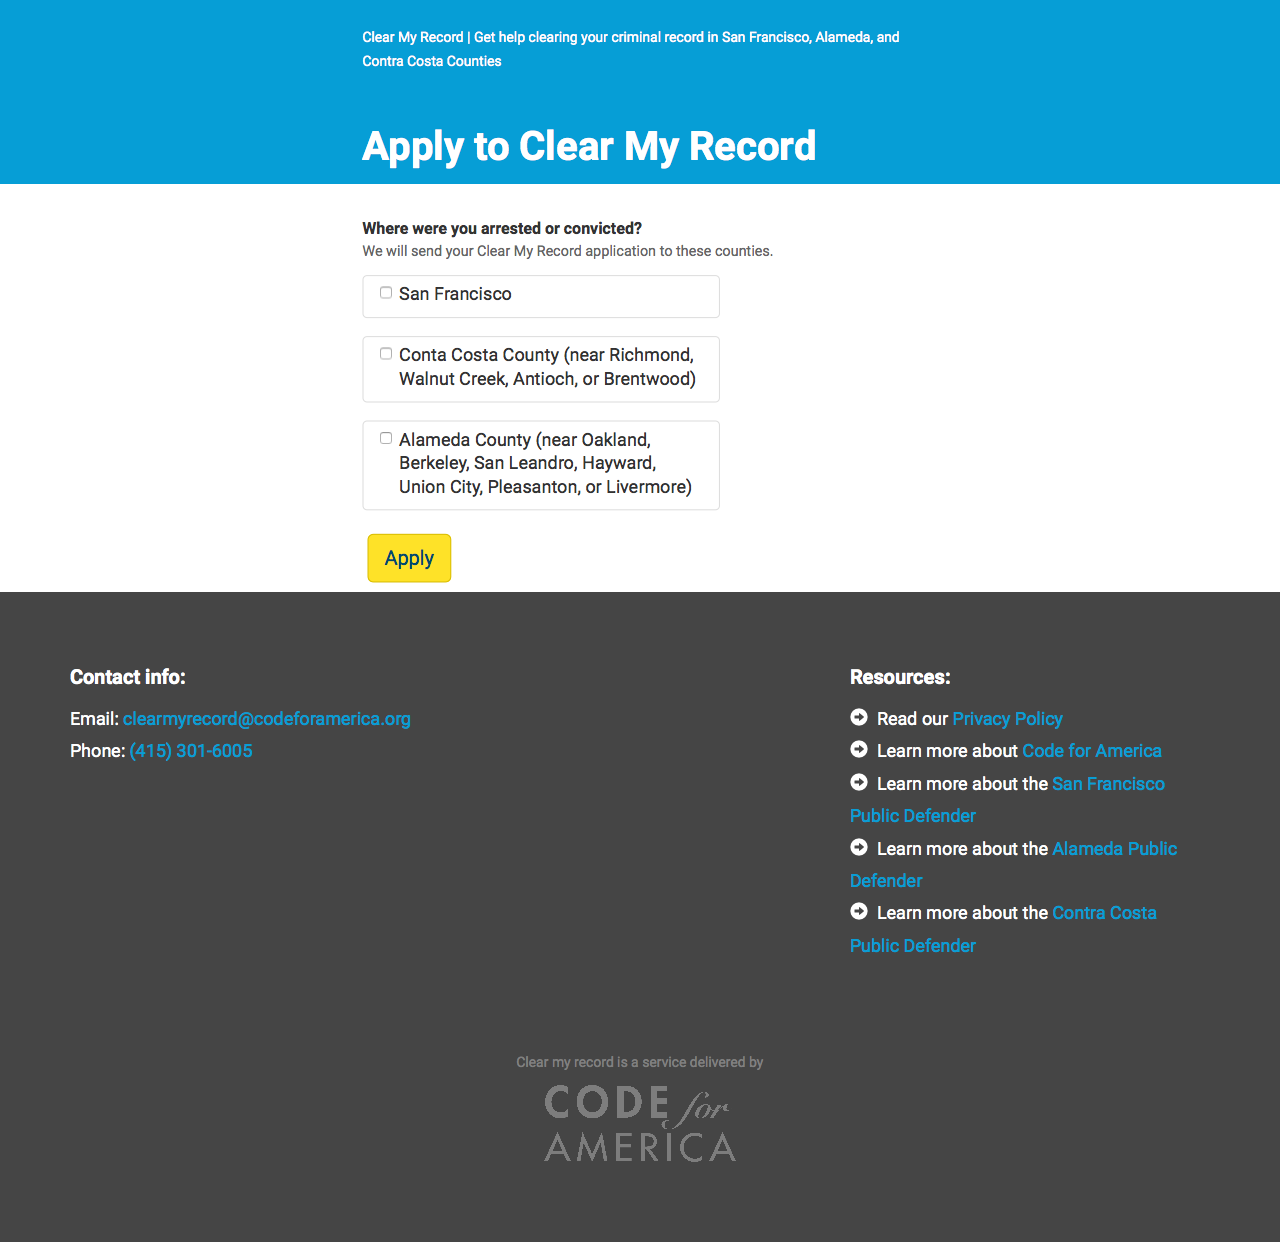 Clear My Record | Get help clearing your criminal record in San Francisco, Alameda, and
Contra Costa Counties
Apply to Clear My Record
Where were you arrested or convicted?
We will send your Clear My Record application to these counties.
San Francisco
Conta Costa County (near Richmond,
Walnut Creek, Antioch, or Brentwood)
Alameda County (near Oakland,
Berkeley, San Leandro, Hayward,
Union City, Pleasanton, or Livermore)
Apply
Contact info:
Email: clearmyrecord@codeforamerica.org
Phone: (415) 301-6005
Resources:
Read our Privacy Policy
Learn more about Code for America
Learn more about the San Francisco
Public Defender
Learn more about the Alameda Public
Defender
Learn more about the Contra Costa
Public Defender
Clear my record is a service delivered by
CODE for
AMERICA